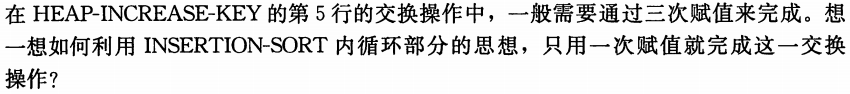 在 HEAP-INCREASE-KEY 的第 5 行的交换操作中，一般需要通过三次赋值来完成。想
一想如何利用 INSERTION-SORT 内循环部分的思想，只用一次赋值就完成这一交换
操作？